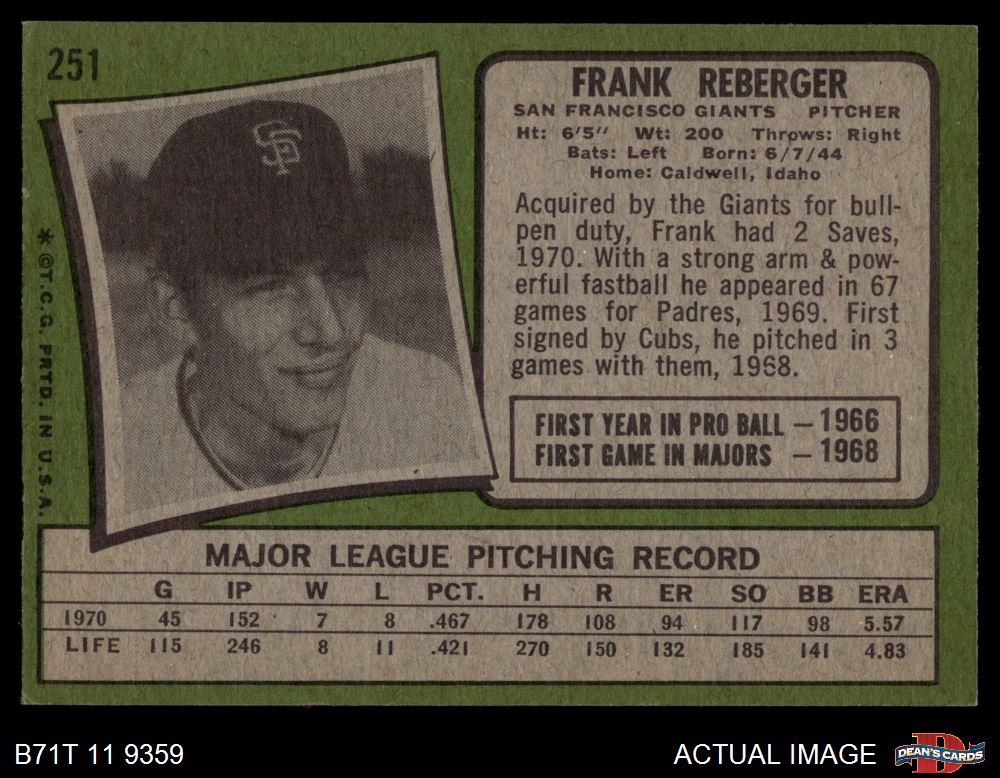 251
SF
FRANK REBERGER
SAN FRANCISCO GIANTS PITCHER
Ht: 6'5" Wt: 200 Throws: Right
Bats: Left Born: 6/7/44
Home: Caldwell, Idaho
Acquired by the Giants for bull-
pen duty, Frank had 2 Saves,
1970. With a strong arm & pow-
erful fastball he appeared in 67
games for Padres, 1969. First
signed by Cubs, he pitched in 3
games with them, 1968.
FIRST YEAR IN PRO BALL — 1966
FIRST GAME IN MAJORS — 1968
* © T.C.G. PRTD. IN U.S.A.
MAJOR LEAGUE PITCHING RECORD
G IP W L PCT. H R ER SO BB ERA
1970 45 152 7 8 .467 178 108 94 117 98 5.57
LIFE 115 246 8 11 .421 270 150 132 185 141 4.83
B71T 11 9359
ACTUAL IMAGE
D
DEAN'S CARDS